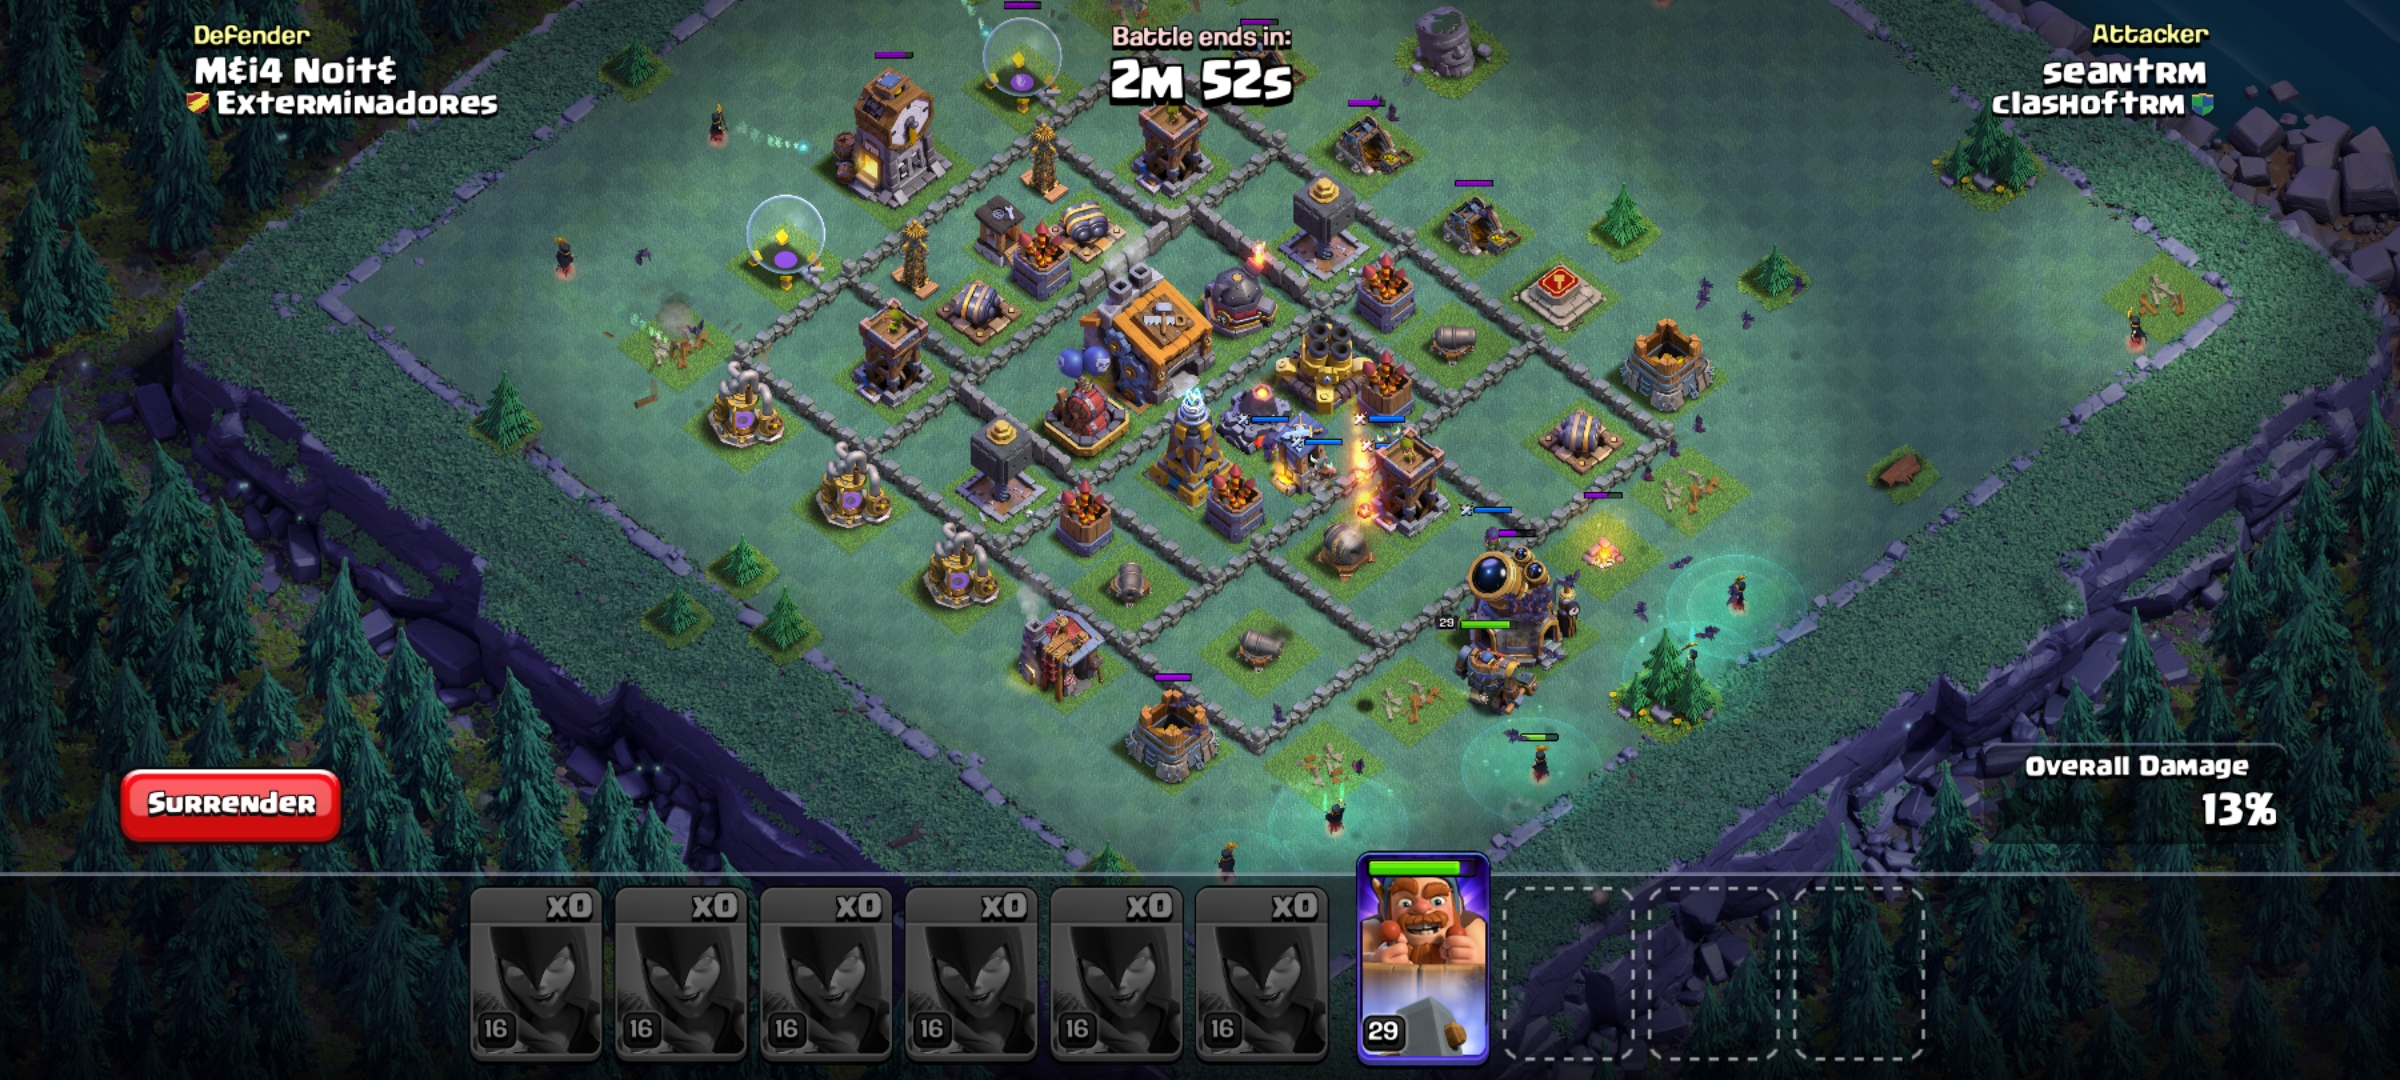 Defender
M€i4 Noit€
Exterminadores
Battle ends in:
2m 52s
Attacker
seantrm
clashoftrm
29
Surrender
Overall Damage
13%
x0
x0
x0
x0
x0
x0
16
16
16
16
16
16
29